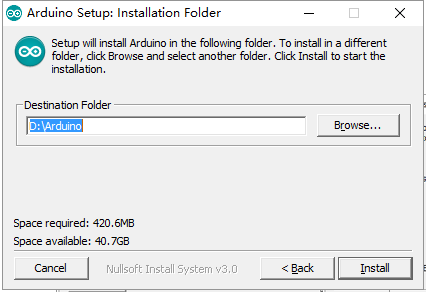 Arduino Setup: Installation Folder
Setup will install Arduino in the following folder. To install in a different
folder, click Browse and select another folder. Click Install to start the
installation.
Destination Folder
D:\Arduino
Browse...
Space required: 420.6MB
Space available: 40.7GB
Cancel
Nullsoft Install System v3.0
< Back
Install